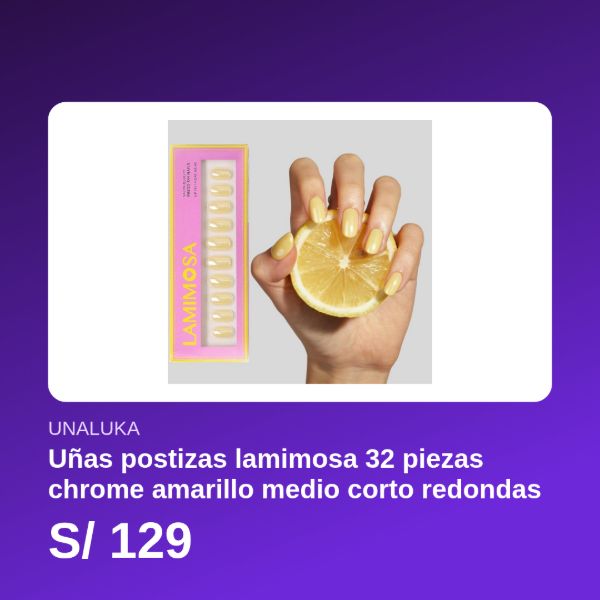 LAMIMOSA
UNALUKA
Uñas postizas lamimosa 32 piezas
chrome amarillo medio corto redondas
S/ 129